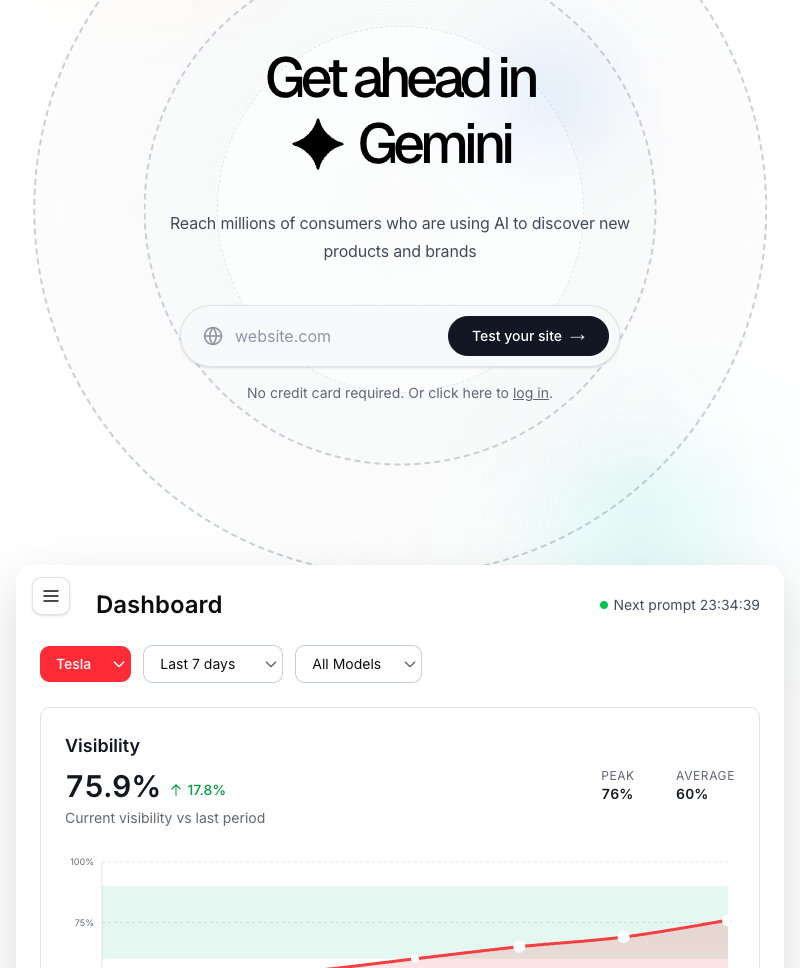 Get ahead in
Gemini
Reach millions of consumers who are using AI to discover new
products and brands
website.com
Test your site →
No credit card required. Or click here to log in.
Dashboard
Next prompt 23:34:39
Tesla
Last 7 days
All Models
Visibility
75.9% ↑ 17.8%
Current visibility vs last period
PEAK
76%
AVERAGE
60%
100%
75%